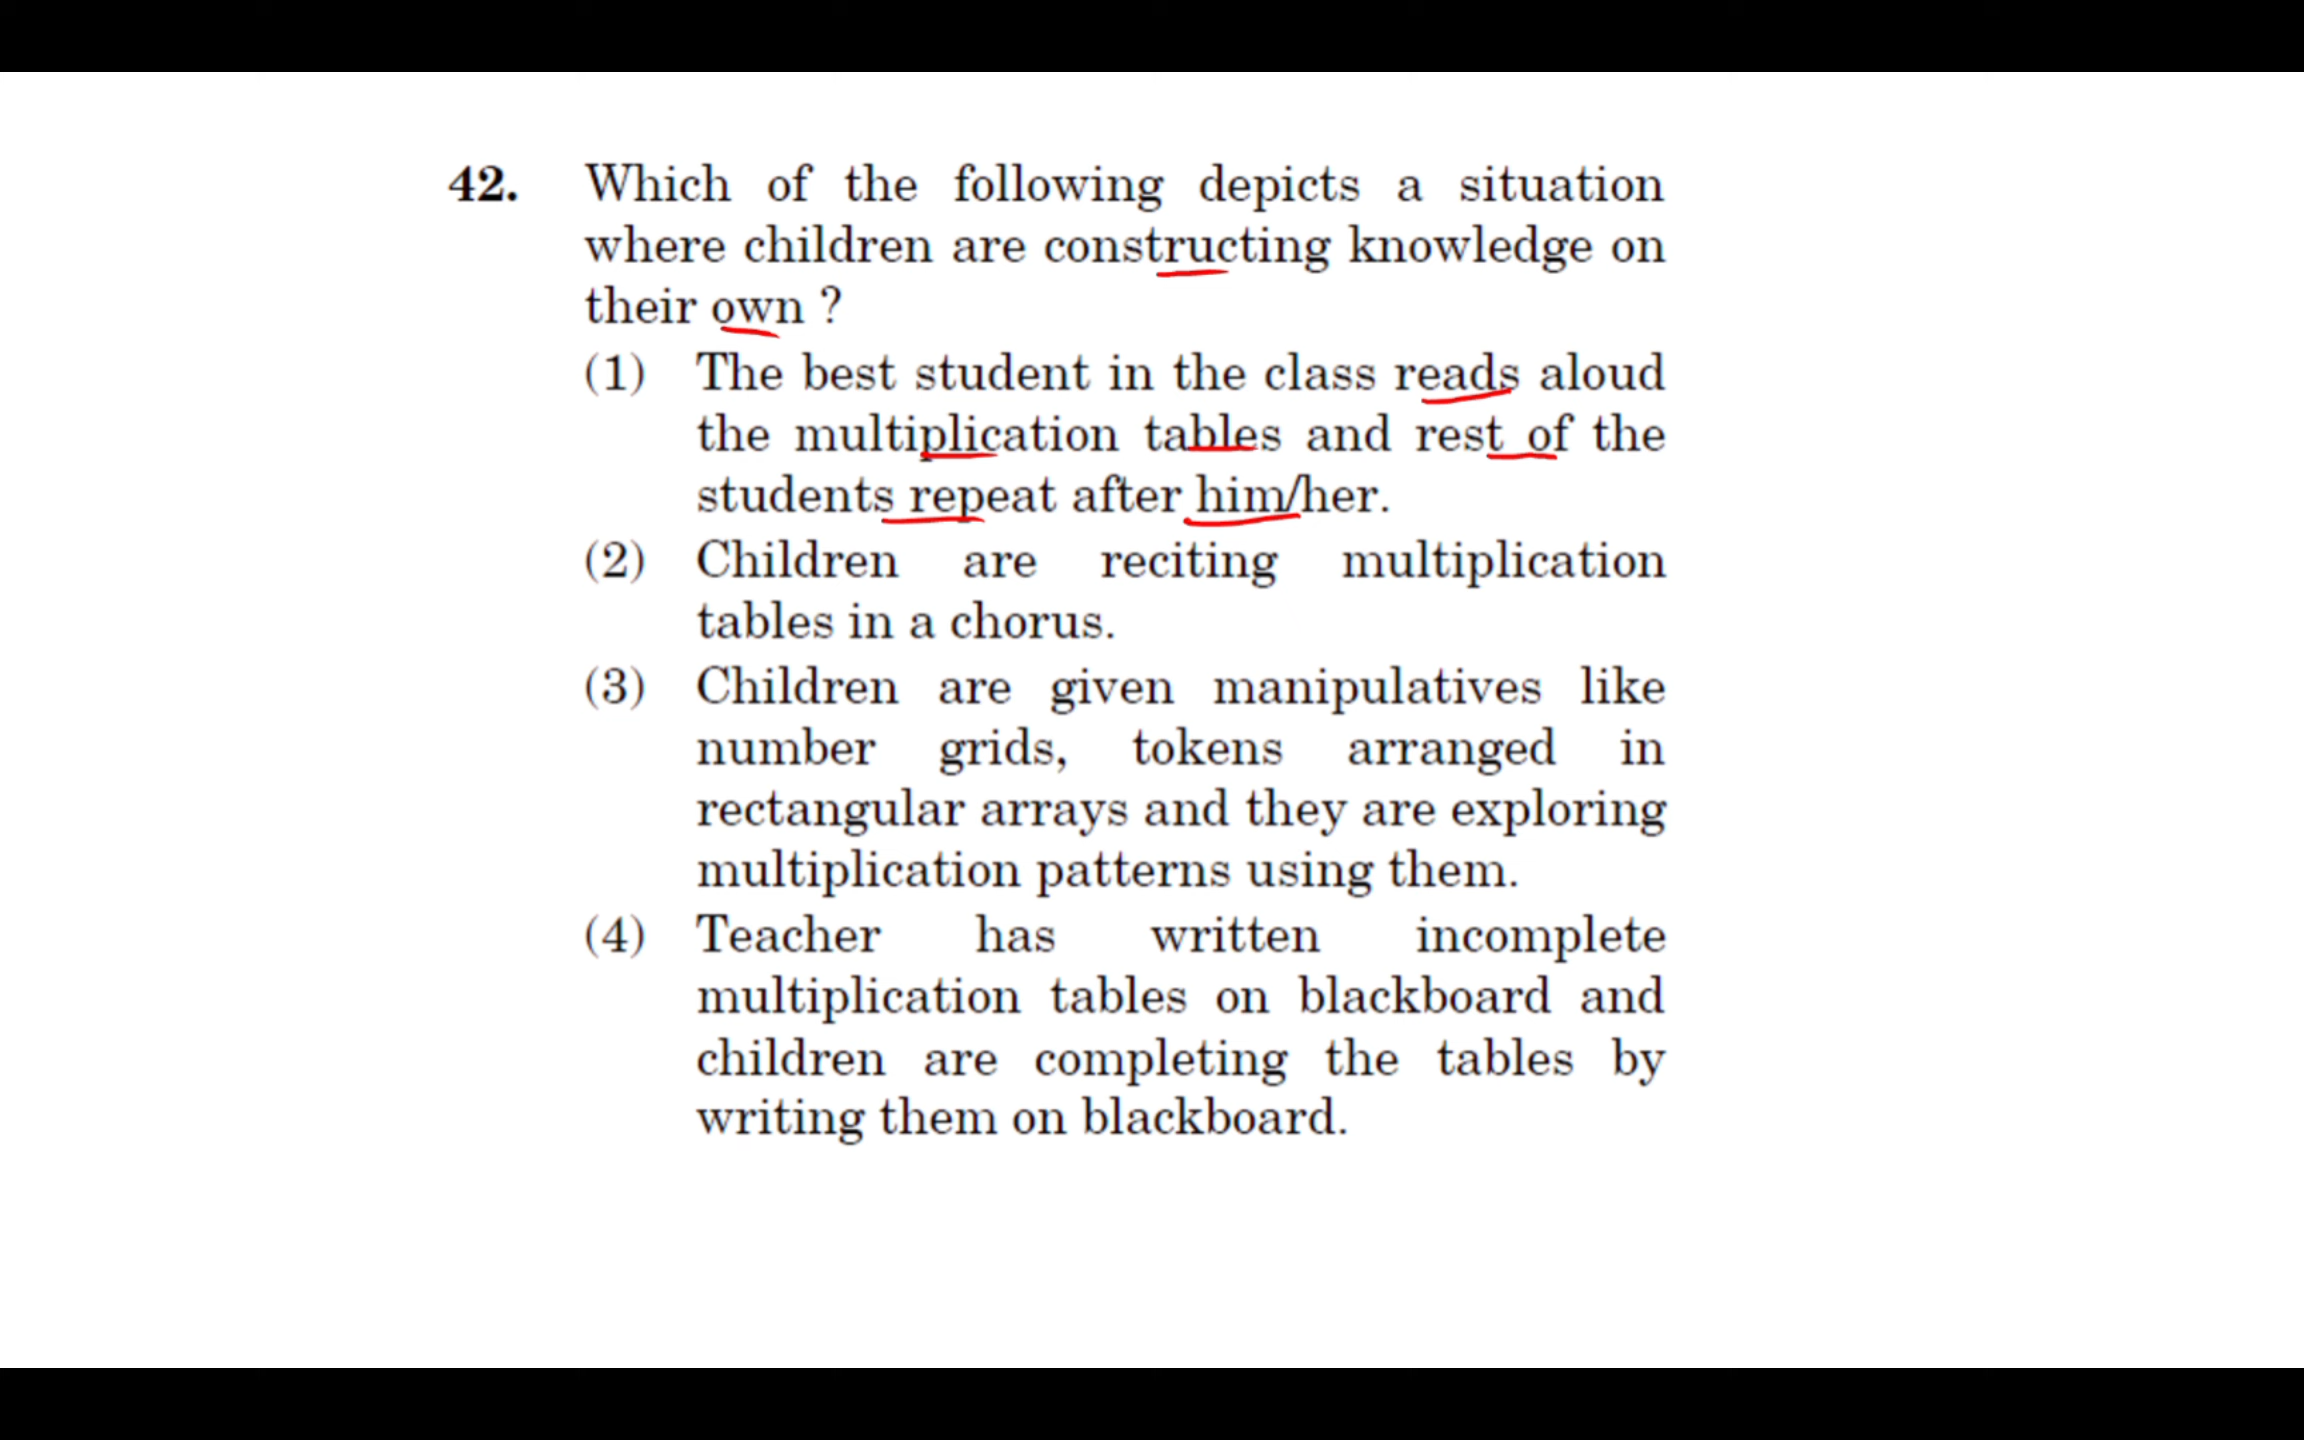 42. Which of the following depicts a situation
where children are constructing knowledge on
their own ?
(1) The best student in the class reads aloud
the multiplication tables and rest of the
students repeat after him/her.
(2) Children are reciting multiplication
tables in a chorus.
(3) Children are given manipulatives like
number grids, tokens arranged in
rectangular arrays and they are exploring
multiplication patterns using them.
(4) Teacher has written incomplete
multiplication tables on blackboard and
children are completing the tables by
writing them on blackboard.